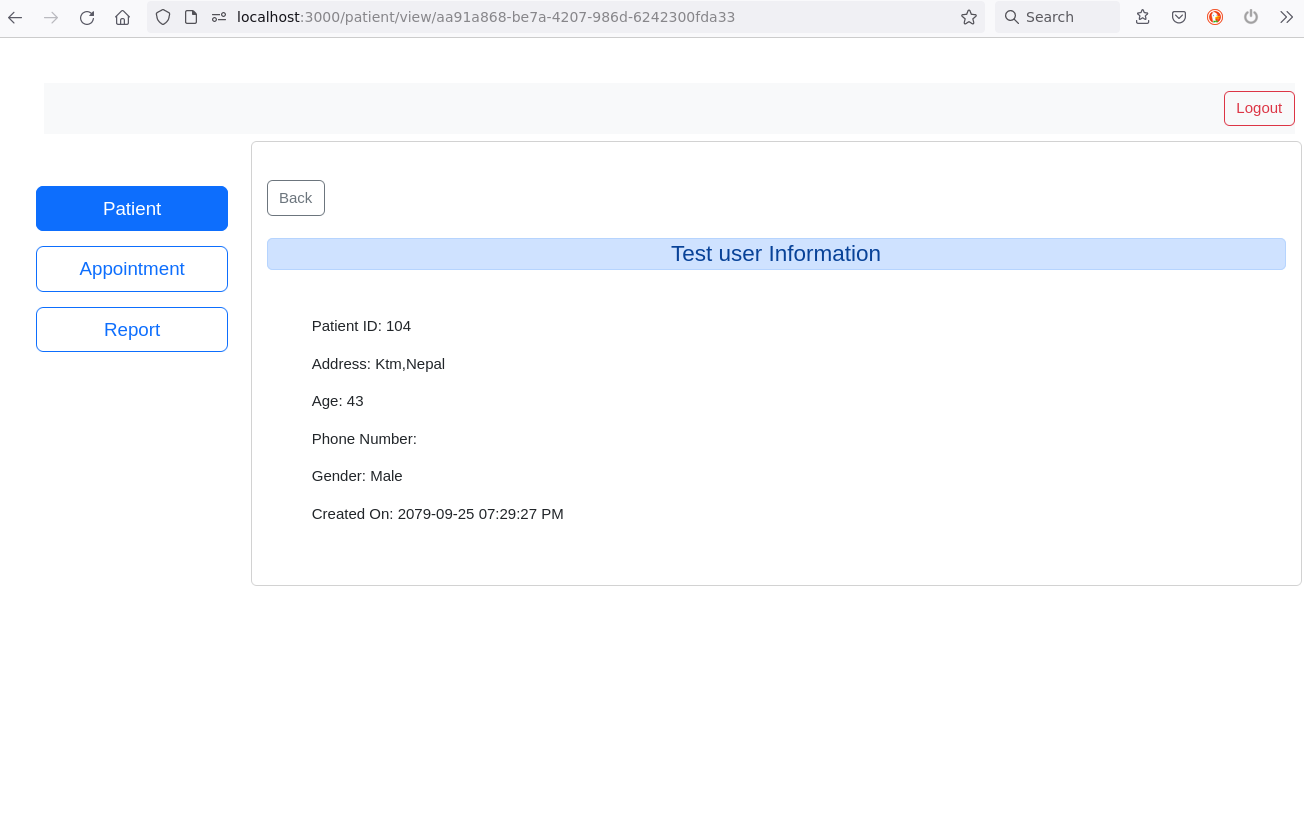 localhost:3000/patient/view/aa91a868-be7a-4207-986d-6242300fda33
Search
Logout
Patient
Appointment
Report
Back
Test user Information
Patient ID: 104
Address: Ktm,Nepal
Age: 43
Phone Number:
Gender: Male
Created On: 2079-09-25 07:29:27 PM